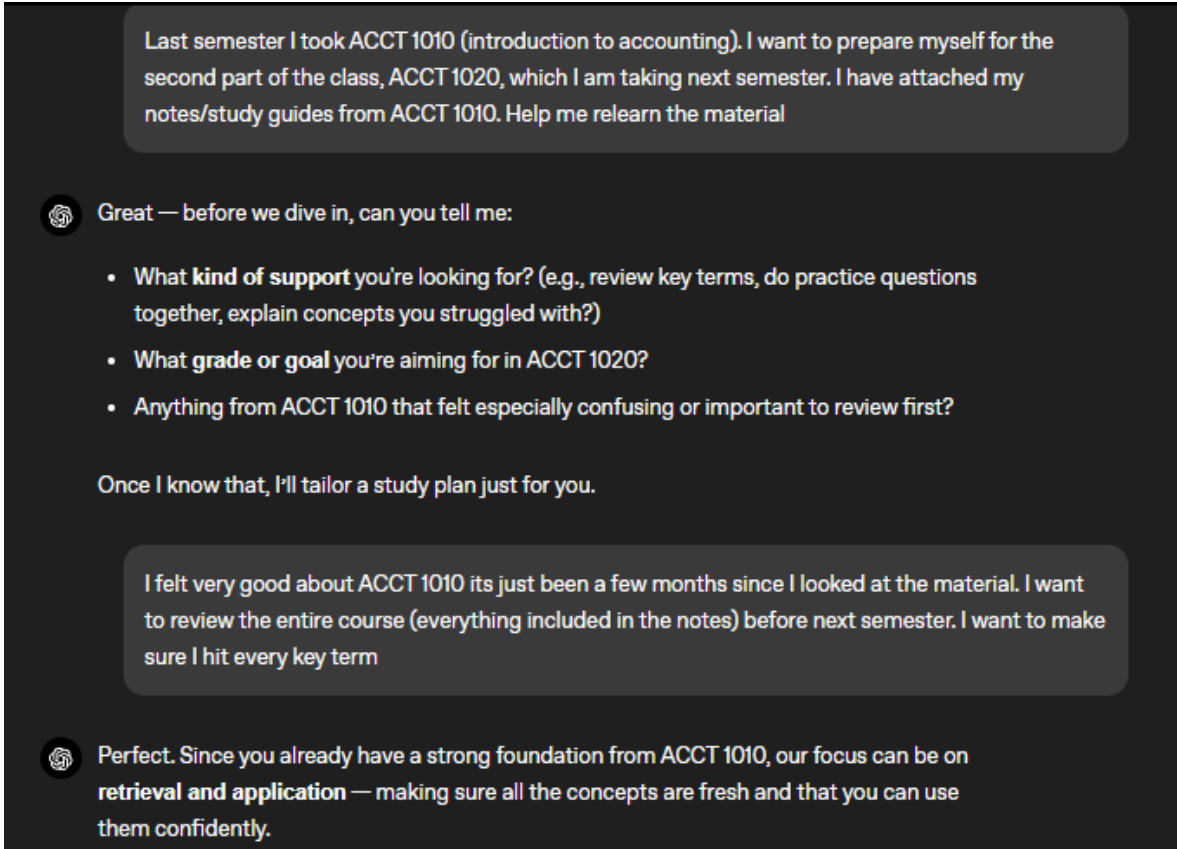 Last semester I took ACCT 1010 (introduction to accounting). I want to prepare myself for the
second part of the class, ACCT 1020, which I am taking next semester. I have attached my
notes/study guides from ACCT 1010. Help me relearn the material
Great — before we dive in, can you tell me:
• What kind of support you're looking for? (e.g., review key terms, do practice questions
together, explain concepts you struggled with?)
• What grade or goal you're aiming for in ACCT 1020?
• Anything from ACCT 1010 that felt especially confusing or important to review first?
Once I know that, I'll tailor a study plan just for you.
I felt very good about ACCT 1010 its just been a few months since I looked at the material. I want
to review the entire course (everything included in the notes) before next semester. I want to make
sure I hit every key term
Perfect. Since you already have a strong foundation from ACCT 1010, our focus can be on
retrieval and application — making sure all the concepts are fresh and that you can use
them confidently.